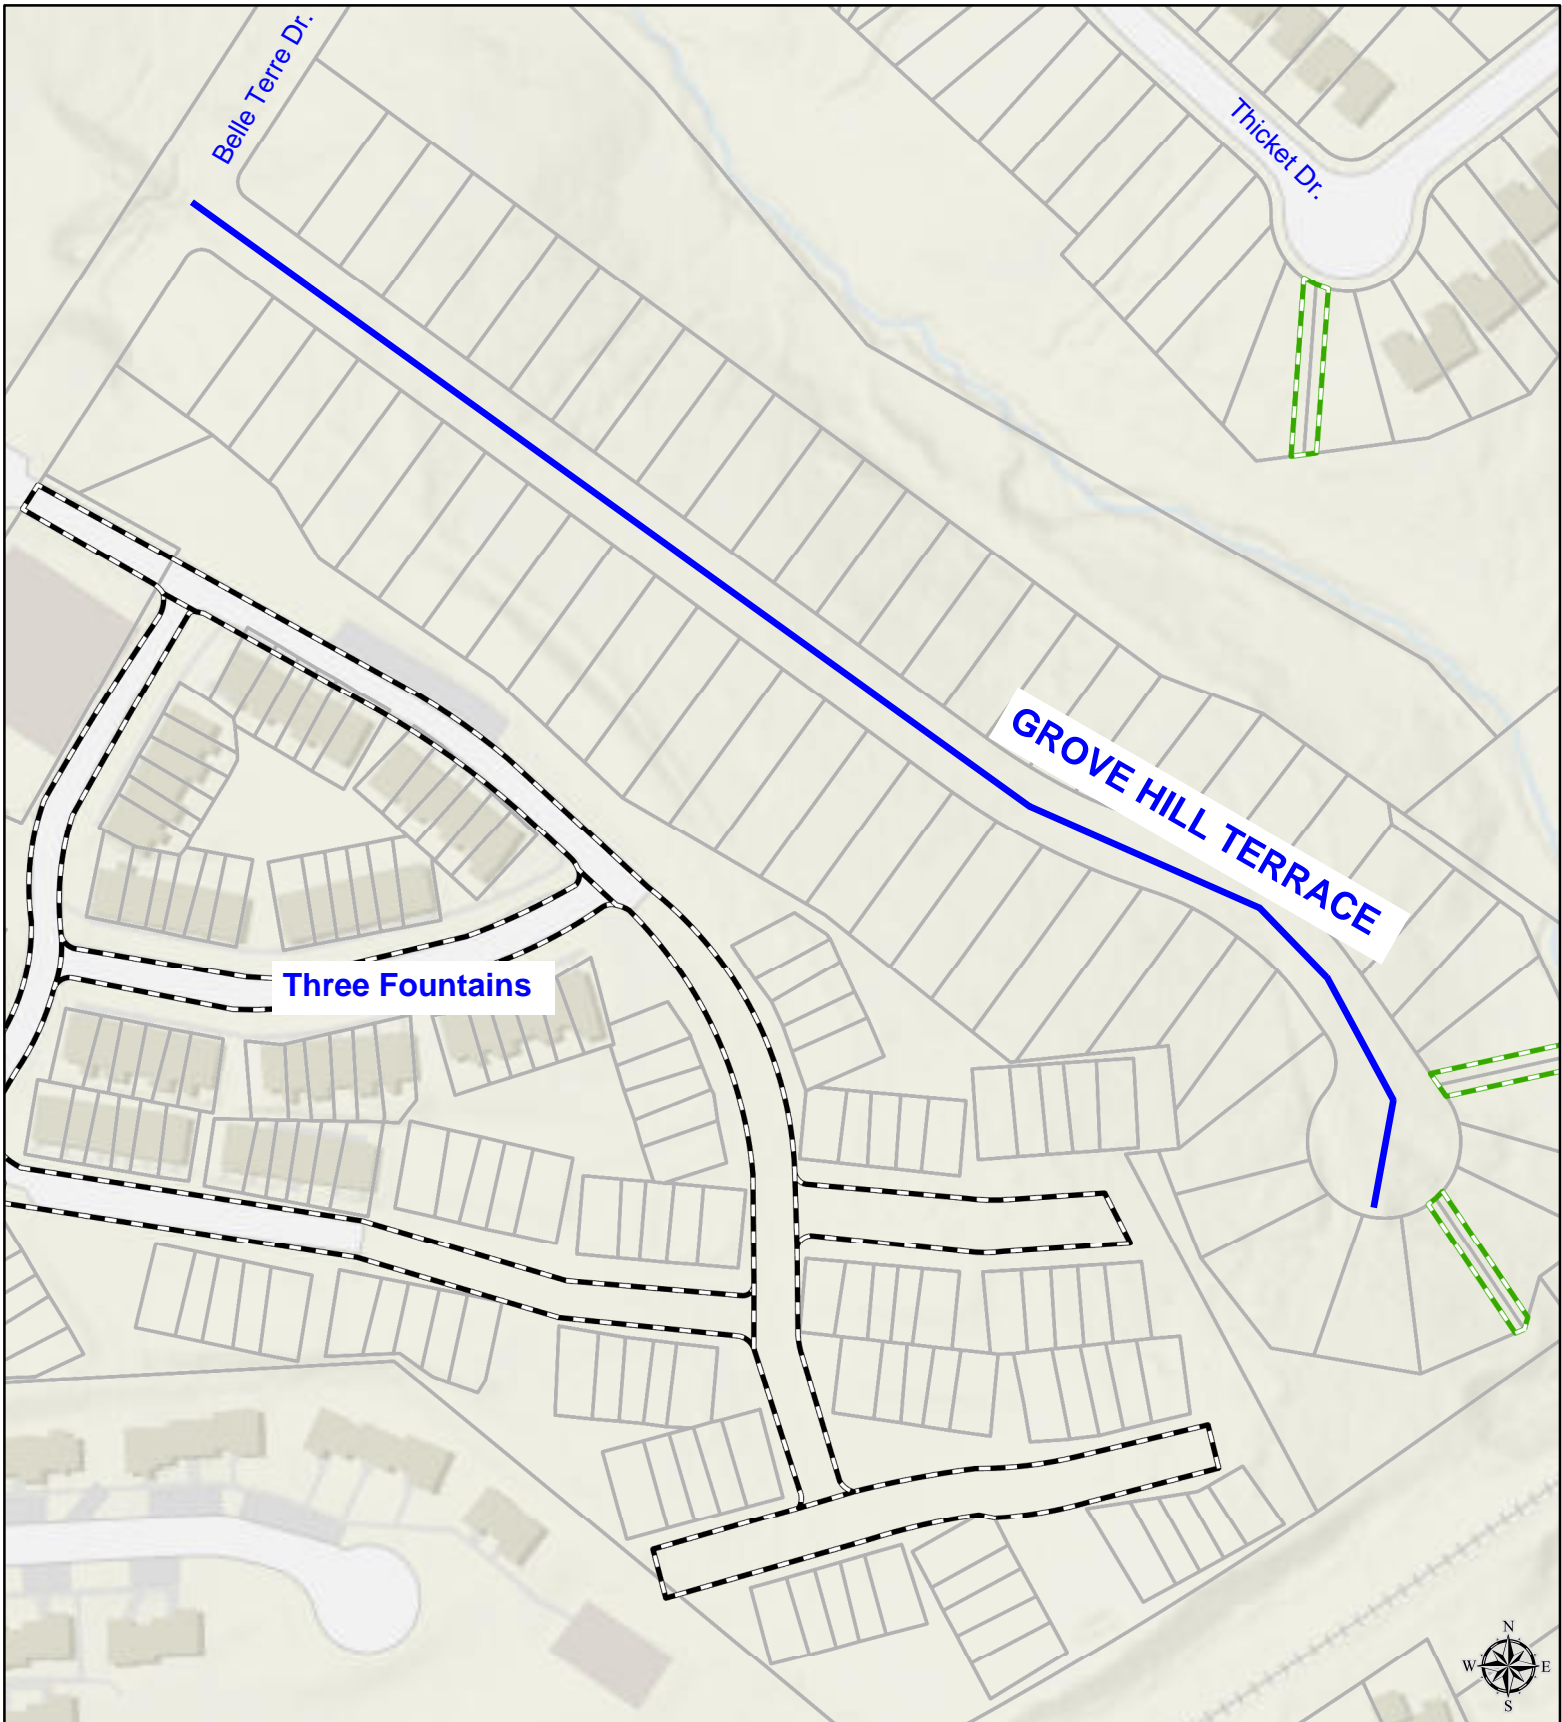 Belle Terre Dr.
Thicket Dr.
GROVE HILL TERRACE
Three Fountains
N
W E
S